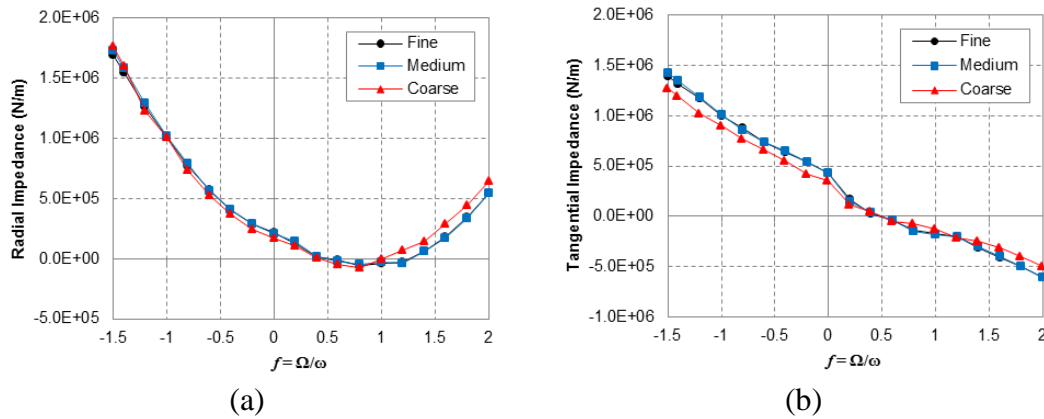 2.0E+06
1.5E+06
1.0E+06
5.0E+05
0.0E+00
-5.0E+05
Radial Impedance (N/m)
Fine
Medium
Coarse
-1.5 -1 -0.5 0 0.5 1 1.5 2
f = Ω/ω
(a)
2.0E+06
1.5E+06
1.0E+06
5.0E+05
0.0E+00
-5.0E+05
-1.0E+06
Tangential Impedance (N/m)
Fine
Medium
Coarse
-1.5 -1 -0.5 0 0.5 1 1.5 2
f = Ω/ω
(b)